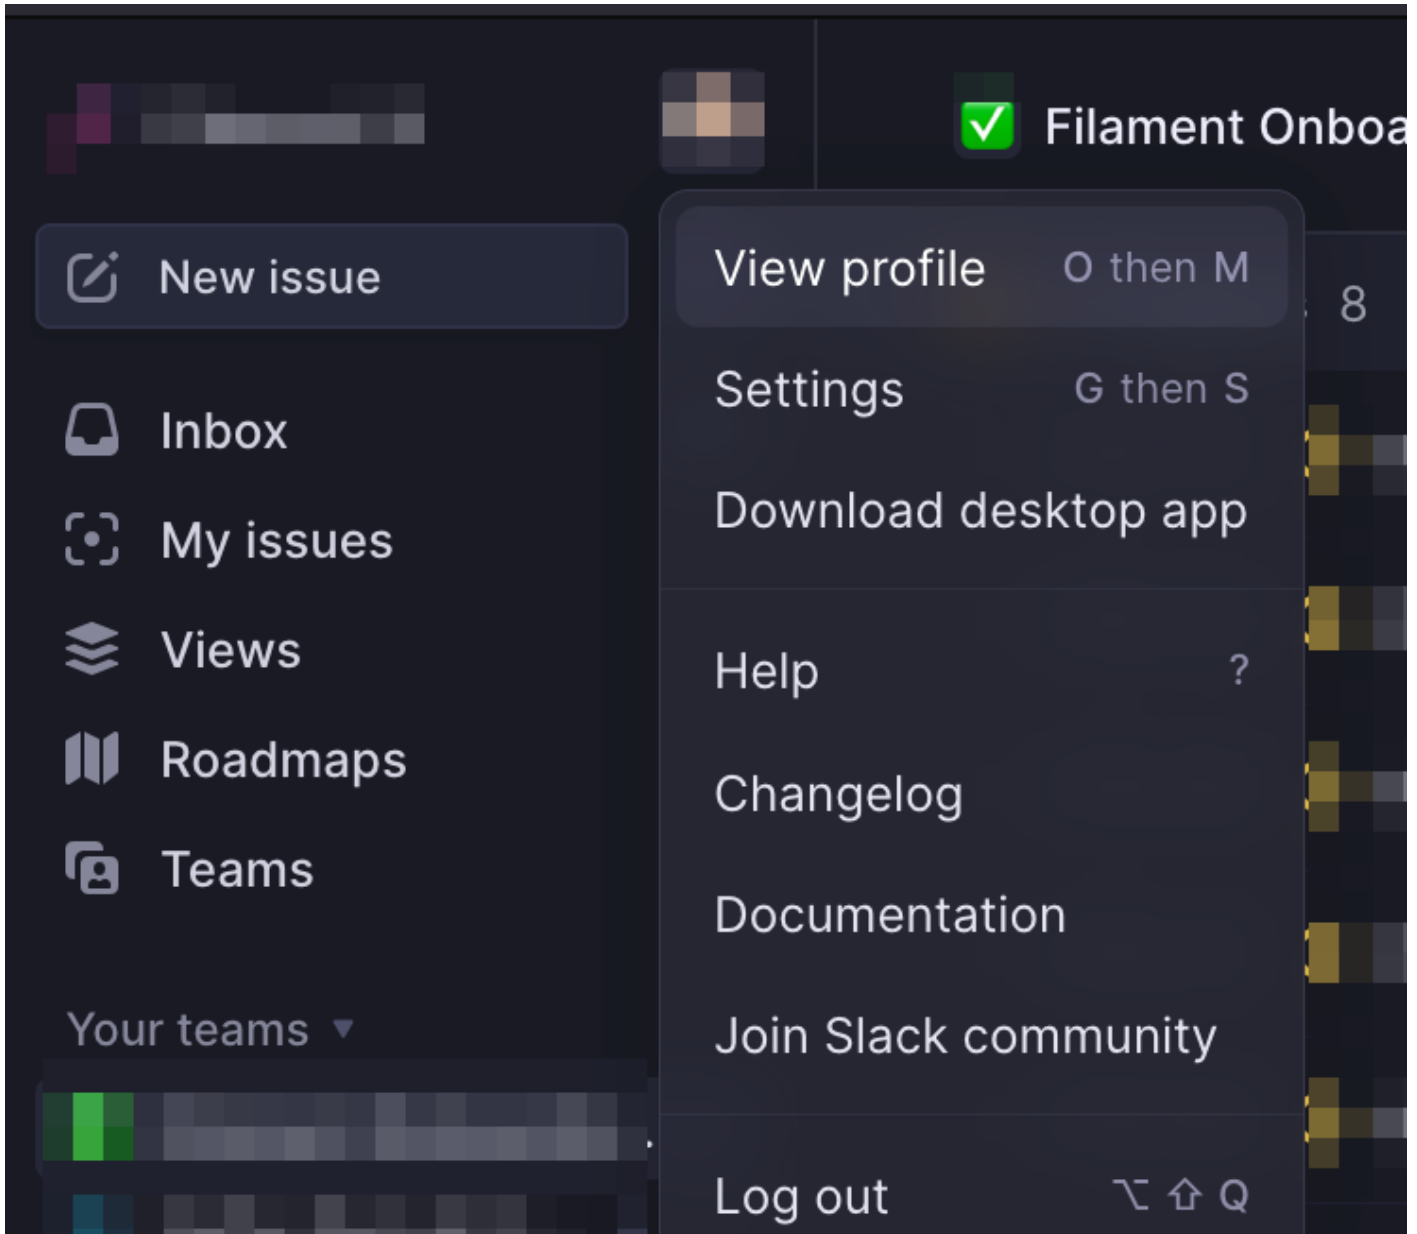 Filament Onboa
New issue
Inbox
My issues
Views
Roadmaps
Teams
Your teams ▼
View profile O then M
Settings G then S
Download desktop app
Help ?
Changelog
Documentation
Join Slack community
Log out ⌥ ⇧ Q
8